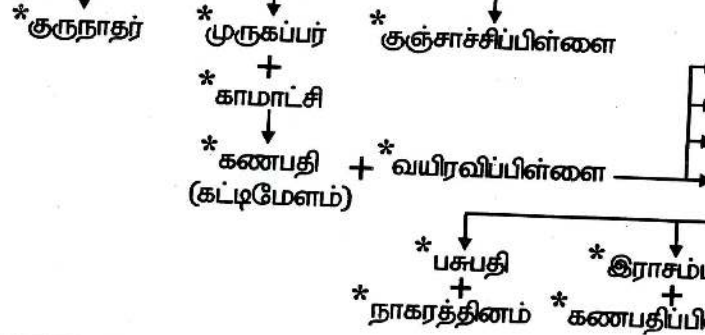 *குருநாதர் *முருகப்பர் *குஞ்சாச்சிப்பிள்ளை
+
*காமாட்சி
*கணபதி + *வயிரவிப்பிள்ளை
(கட்டிமேளம்)
*பசுபதி
+ +
*நாகரத்தினம்